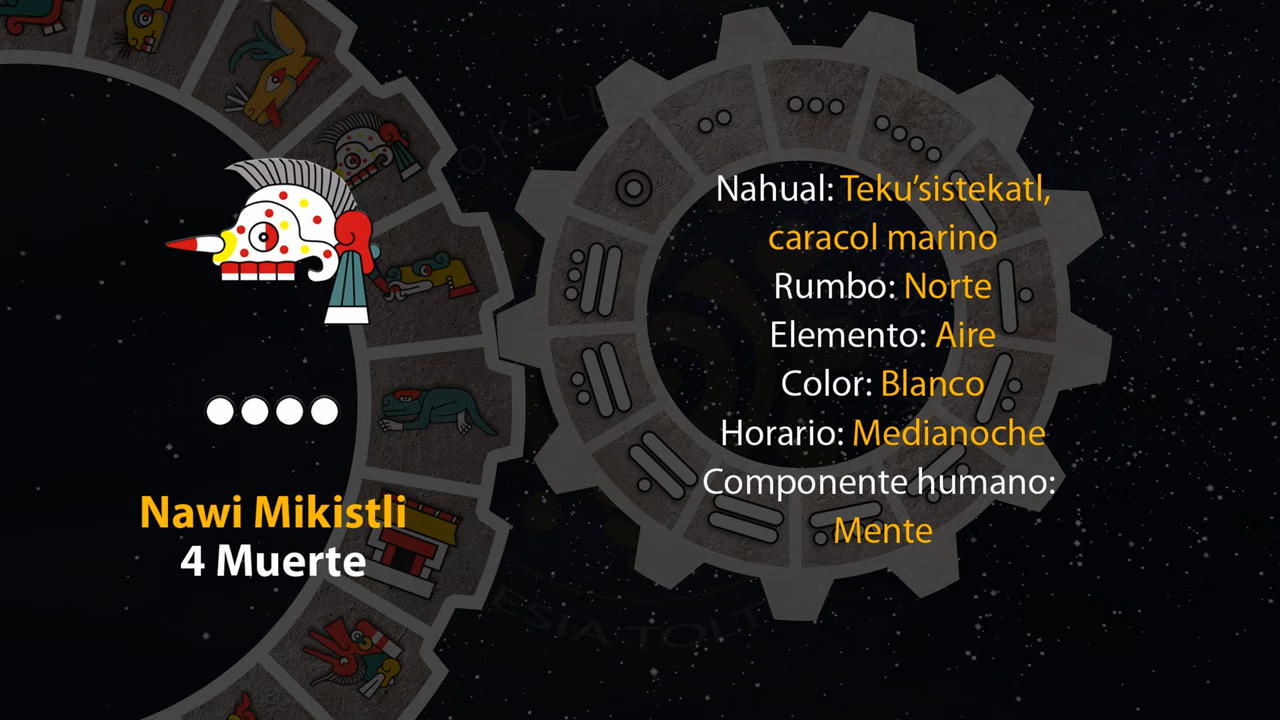 Nawi Mikistli
4 Muerte
Nahual: Teku’sistekatl,
caracol marino
Rumbo: Norte
Elemento: Aire
Color: Blanco
Horario: Medianoche
Componente humano:
Mente